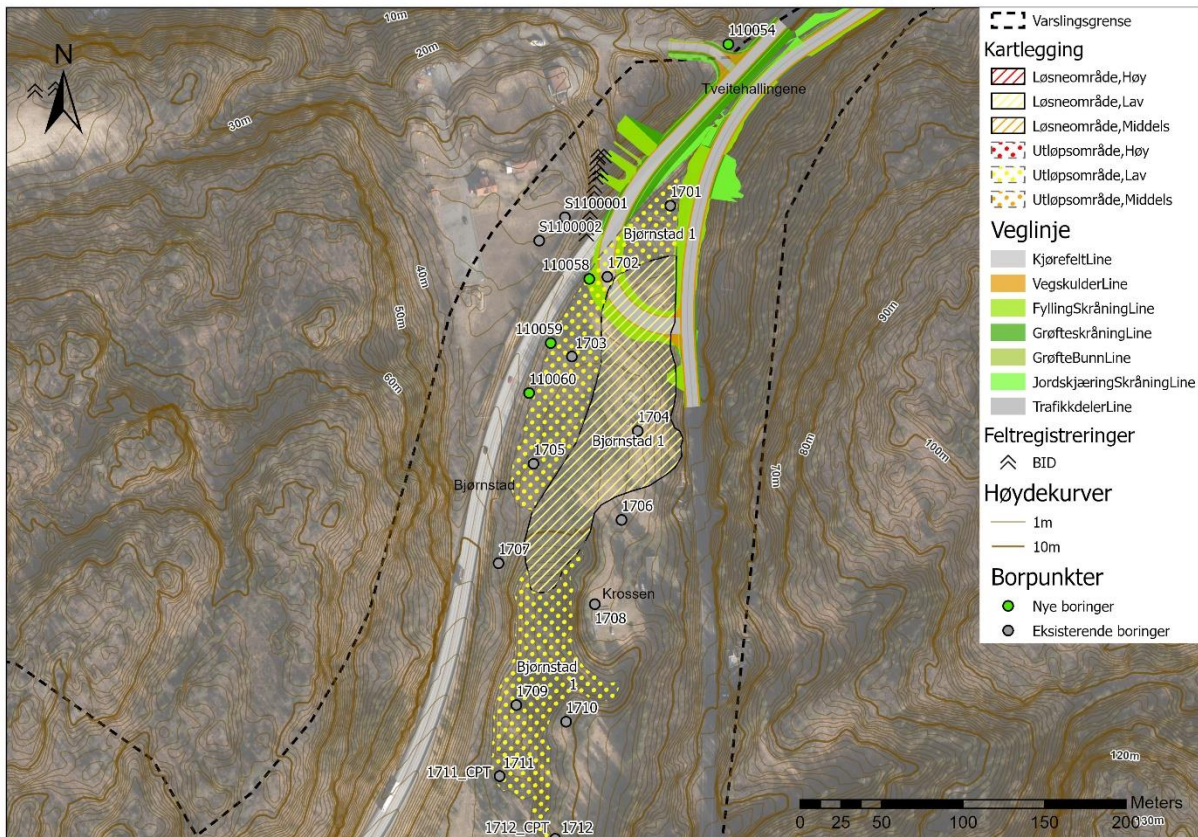 N
10m
20m
30m
40m
50m
60m
110054
Tveitehallingene
1701
S1100001
S1100002
Bjørnstad 1
110058
1702
110059
1703
110060
1704
Bjørnstad 1
1705
Bjørnstad
1706
1707
Krossen
1708
Bjørnstad
1
1709
1710
1711_CPT
1711
1712_CPT
1712
90m
80m
100m
70m
120m
130m
Meters
0
50
100
150
200
Varslingsgrense
Kartlegging
Løsneområde,Høy
Løsneområde,Lav
Løsneområde,Middels
Utløpsområde,Høy
Utløpsområde,Lav
Utløpsområde,Middels
Veglinje
KjørefeltLine
VegskulderLine
FyllingSkråningLine
GrøfteskråningLine
GrøfteBunnLine
JordskjæringSkråningLine
TrafikkdelerLine
Feltregistreringer
BID
Høydekurver
1m
10m
Borpunkter
Nye boringer
Eksisterende boringer